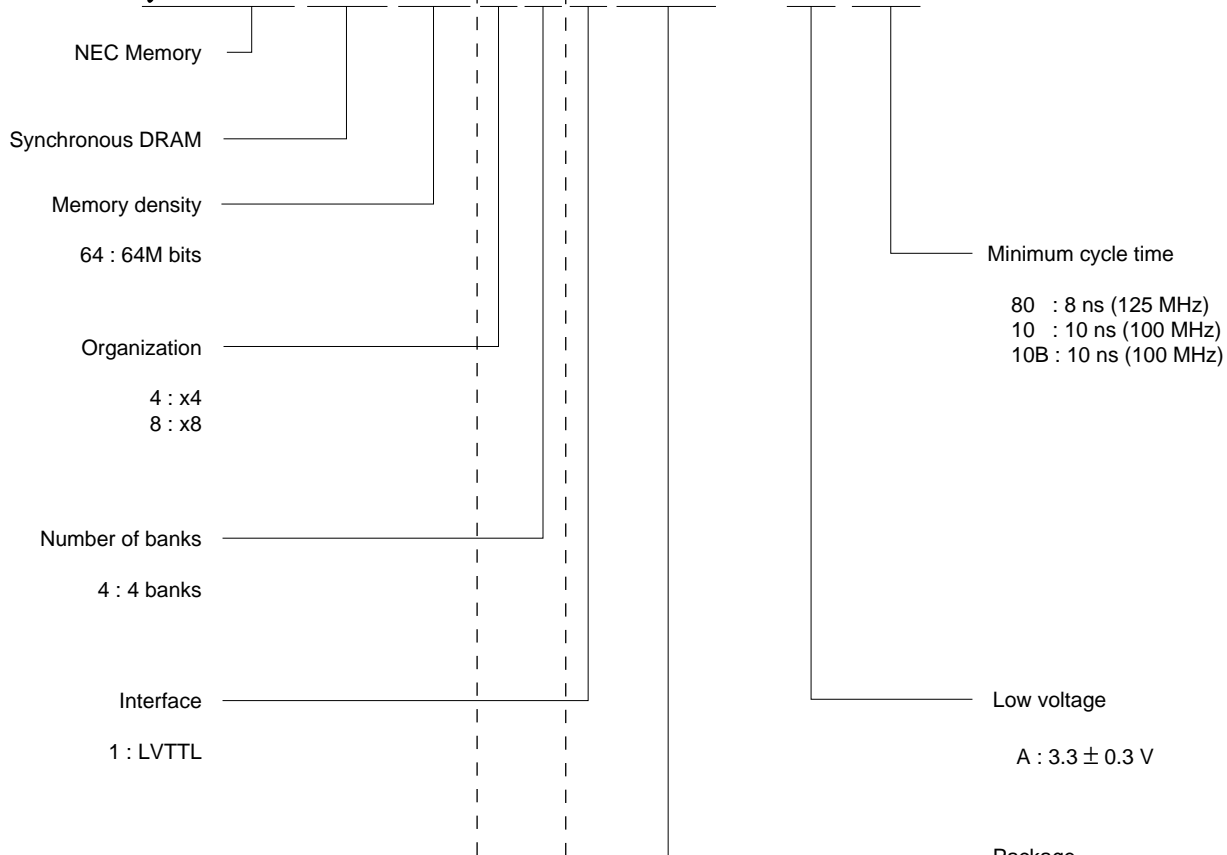 NEC Memory
Synchronous DRAM
Memory density
64 : 64M bits
Minimum cycle time
80 : 8 ns (125 MHz)
10 : 10 ns (100 MHz)
10B : 10 ns (100 MHz)
Organization
4 : x4
8 : x8
Number of banks
4 : 4 banks
Interface
1 : LVTTL
Low voltage
A : 3.3 ± 0.3 V
Package